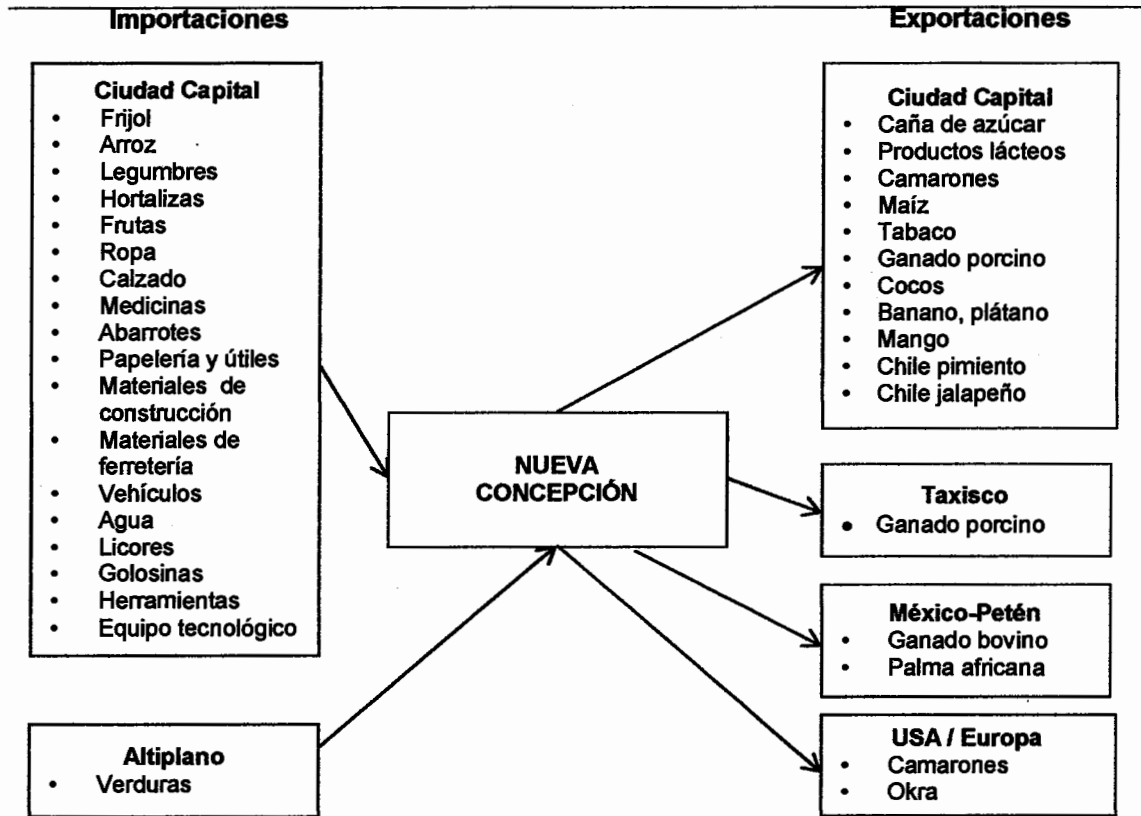 Importaciones
Ciudad Capital
• Frijol
• Arroz
• Legumbres
• Hortalizas
• Frutas
• Ropa
• Calzado
• Medicinas
• Abarrotes
• Papelería y útiles
• Materiales de
construcción
• Materiales de
ferretería
• Vehículos
• Agua
• Licores
• Golosinas
• Herramientas
• Equipo tecnológico
Altiplano
• Verduras
NUEVA
CONCEPCIÓN
Exportaciones
Ciudad Capital
• Caña de azúcar
• Productos lácteos
• Camarones
• Maíz
• Tabaco
• Ganado porcino
• Cocos
• Banano, plátano
• Mango
• Chile pimiento
• Chile jalapeño
Taxisco
• Ganado porcino
México-Petén
• Ganado bovino
• Palma africana
USA / Europa
• Camarones
• Okra